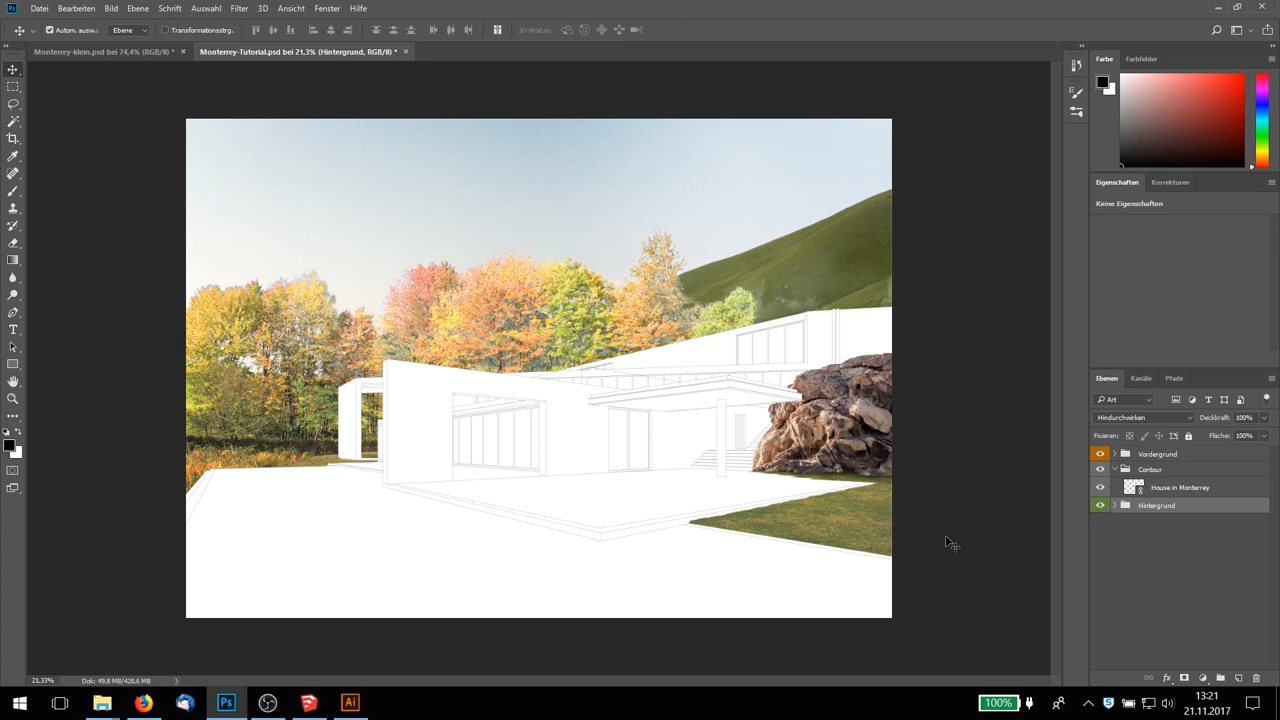 Ps Datei Bearbeiten Bild Ebene Schrift Auswahl Filter 3D Ansicht Fenster Hilfe
Autom. ausw.: Ebene Transformationsstrg. 3D-Modus:
Monterrey-klein.psd bei 74,4% (RGB/8) * × Monterrey-Tutorial.psd bei 21,3% (Hintergrund, RGB/8) * ×
Farbe Farbfelder
Eigenschaften Korrekturen
Keine Eigenschaften
Ebenen Kanäle Pfade
Art
Hindurchwirken Deckkraft: 100%
Fixieren: Fläche: 100%
Vordergrund
Contour
House in Monterrey
Hintergrund
21,33% Dok: 49,8 MB/428,6 MB
Ps Ai 100% 13:21
21.11.2017